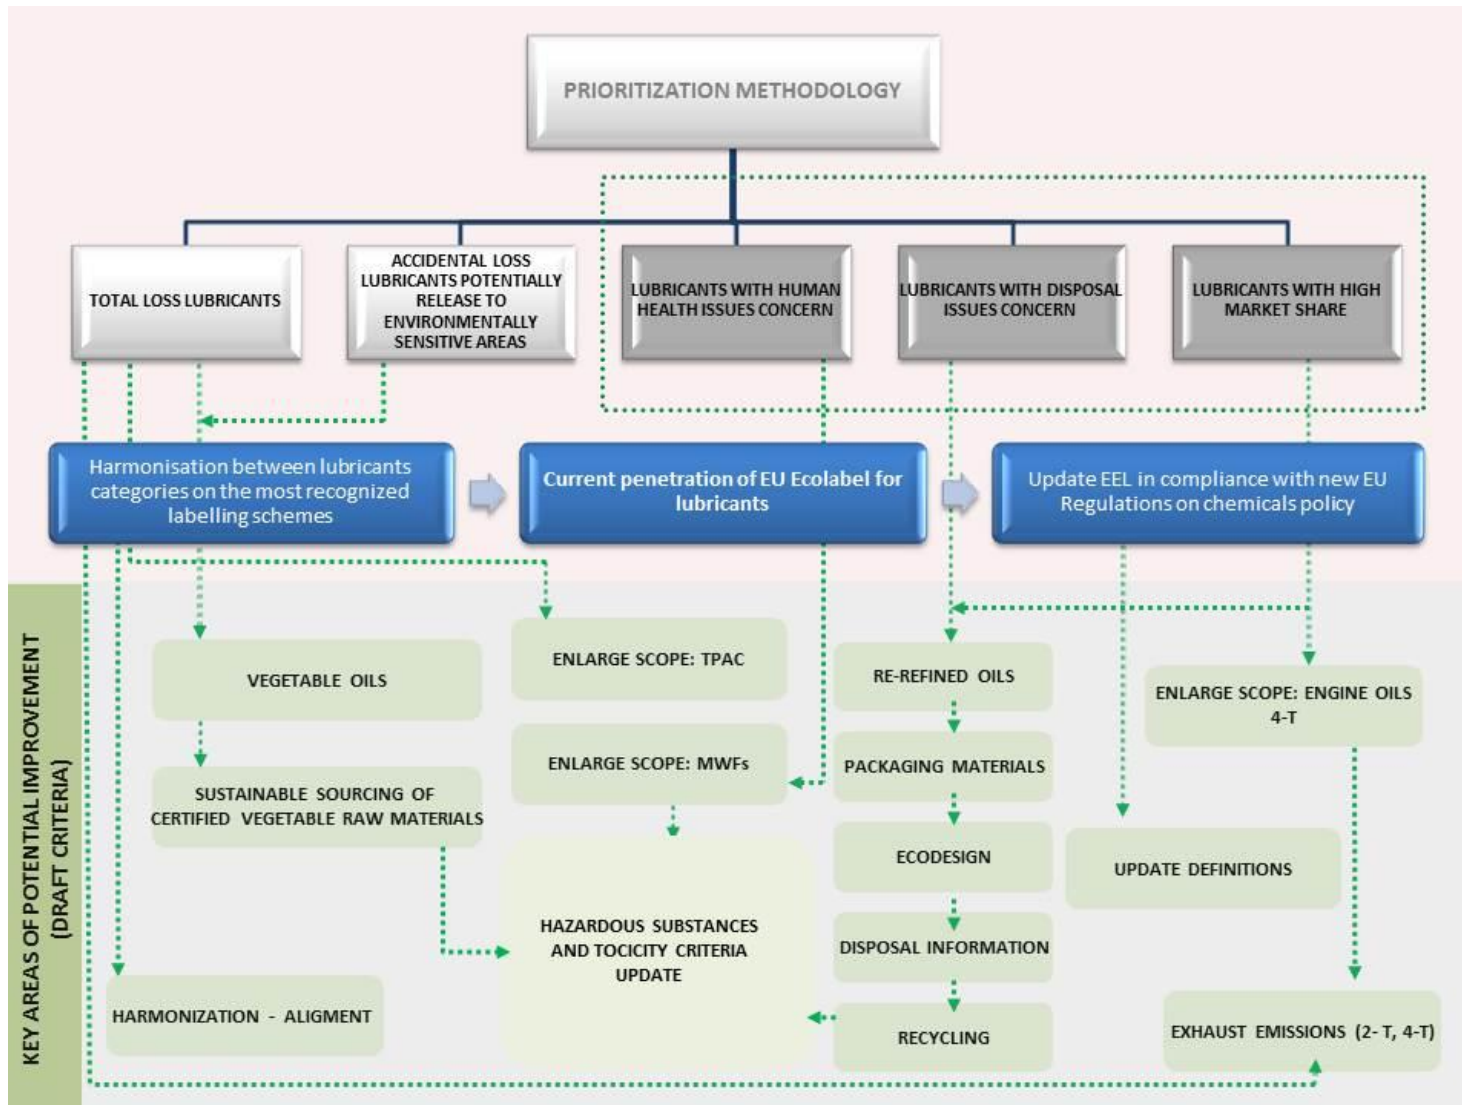 PRIORITIZATION METHODOLOGY
TOTAL LOSS LUBRICANTS
ACCIDENTAL LOSS
LUBRICANTS POTENTIALLY
RELEASE TO
ENVIRONMENTALLY
SENSITIVE AREAS
LUBRICANTS WITH HUMAN
HEALTH ISSUES CONCERN
LUBRICANTS WITH DISPOSAL
ISSUES CONCERN
LUBRICANTS WITH HIGH
MARKET SHARE
Harmonisation between lubricants
categories on the most recognized
labelling schemes
Current penetration of EU Ecolabel for
lubricants
Update EEL in compliance with new EU
Regulations on chemicals policy
KEY AREAS OF POTENTIAL IMPROVEMENT
(DRAFT CRITERIA)
VEGETABLE OILS
SUSTAINABLE SOURCING OF
CERTIFIED VEGETABLE RAW MATERIALS
HARMONIZATION - ALIGMENT
ENLARGE SCOPE: TPAC
ENLARGE SCOPE: MWFs
HAZARDOUS SUBSTANCES
AND TOCICITY CRITERIA
UPDATE
RE-REFINED OILS
PACKAGING MATERIALS
ECODESIGN
DISPOSAL INFORMATION
RECYCLING
ENLARGE SCOPE: ENGINE OILS
4-T
UPDATE DEFINITIONS
EXHAUST EMISSIONS (2- T, 4-T)